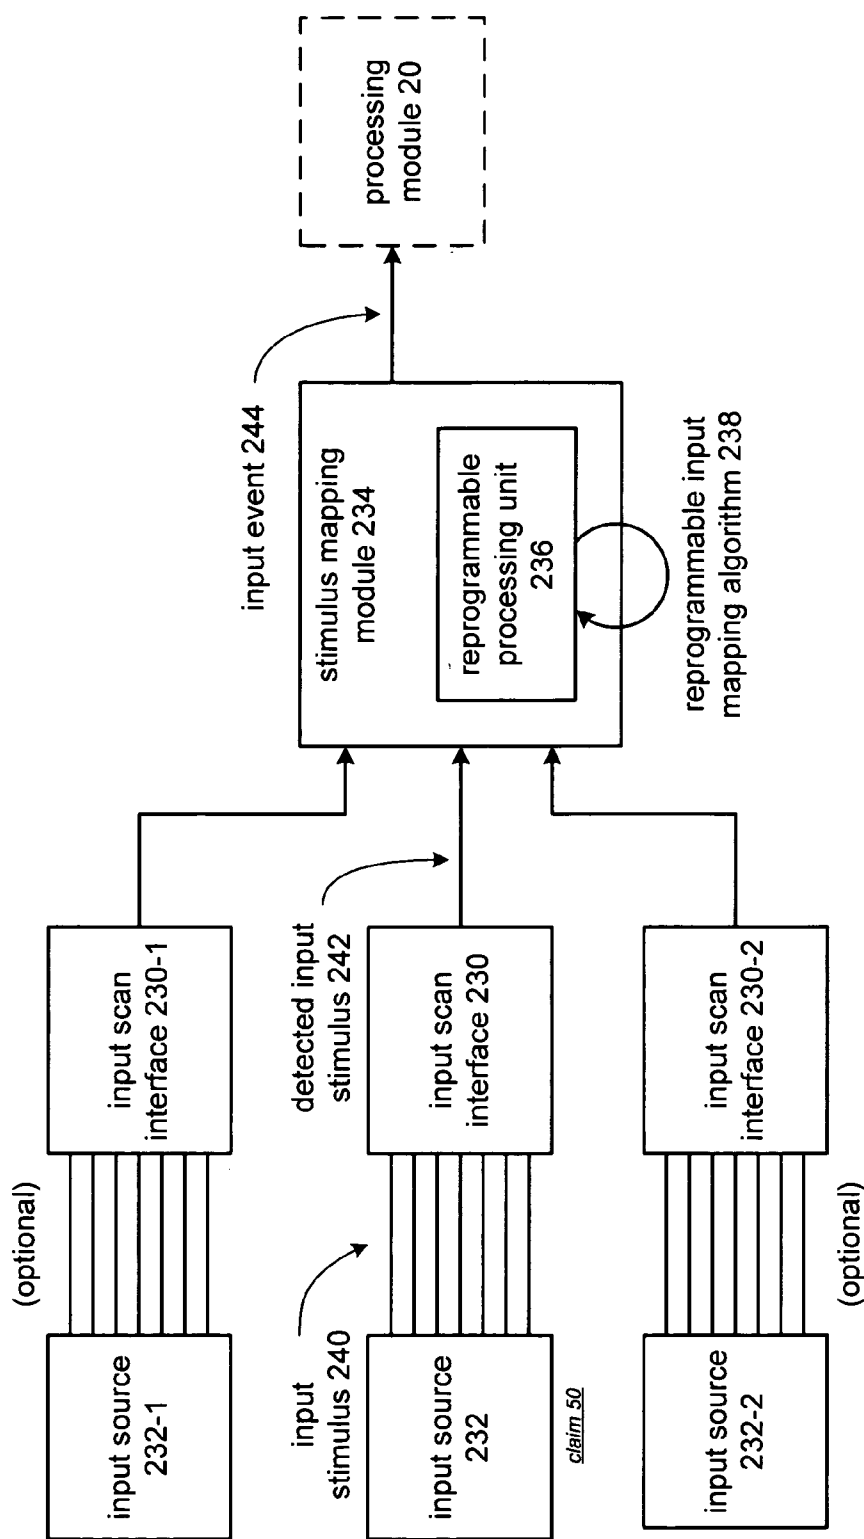 (optional)
input source
232-1
input scan
interface 230-1
input
stimulus 240
detected input
stimulus 242
input event 244
input source
232
input scan
interface 230
stimulus mapping
module 234
reprogrammable
processing unit
236
processing
module 20
claim 50
reprogrammable input
mapping algorithm 238
input source
232-2
input scan
interface 230-2
(optional)